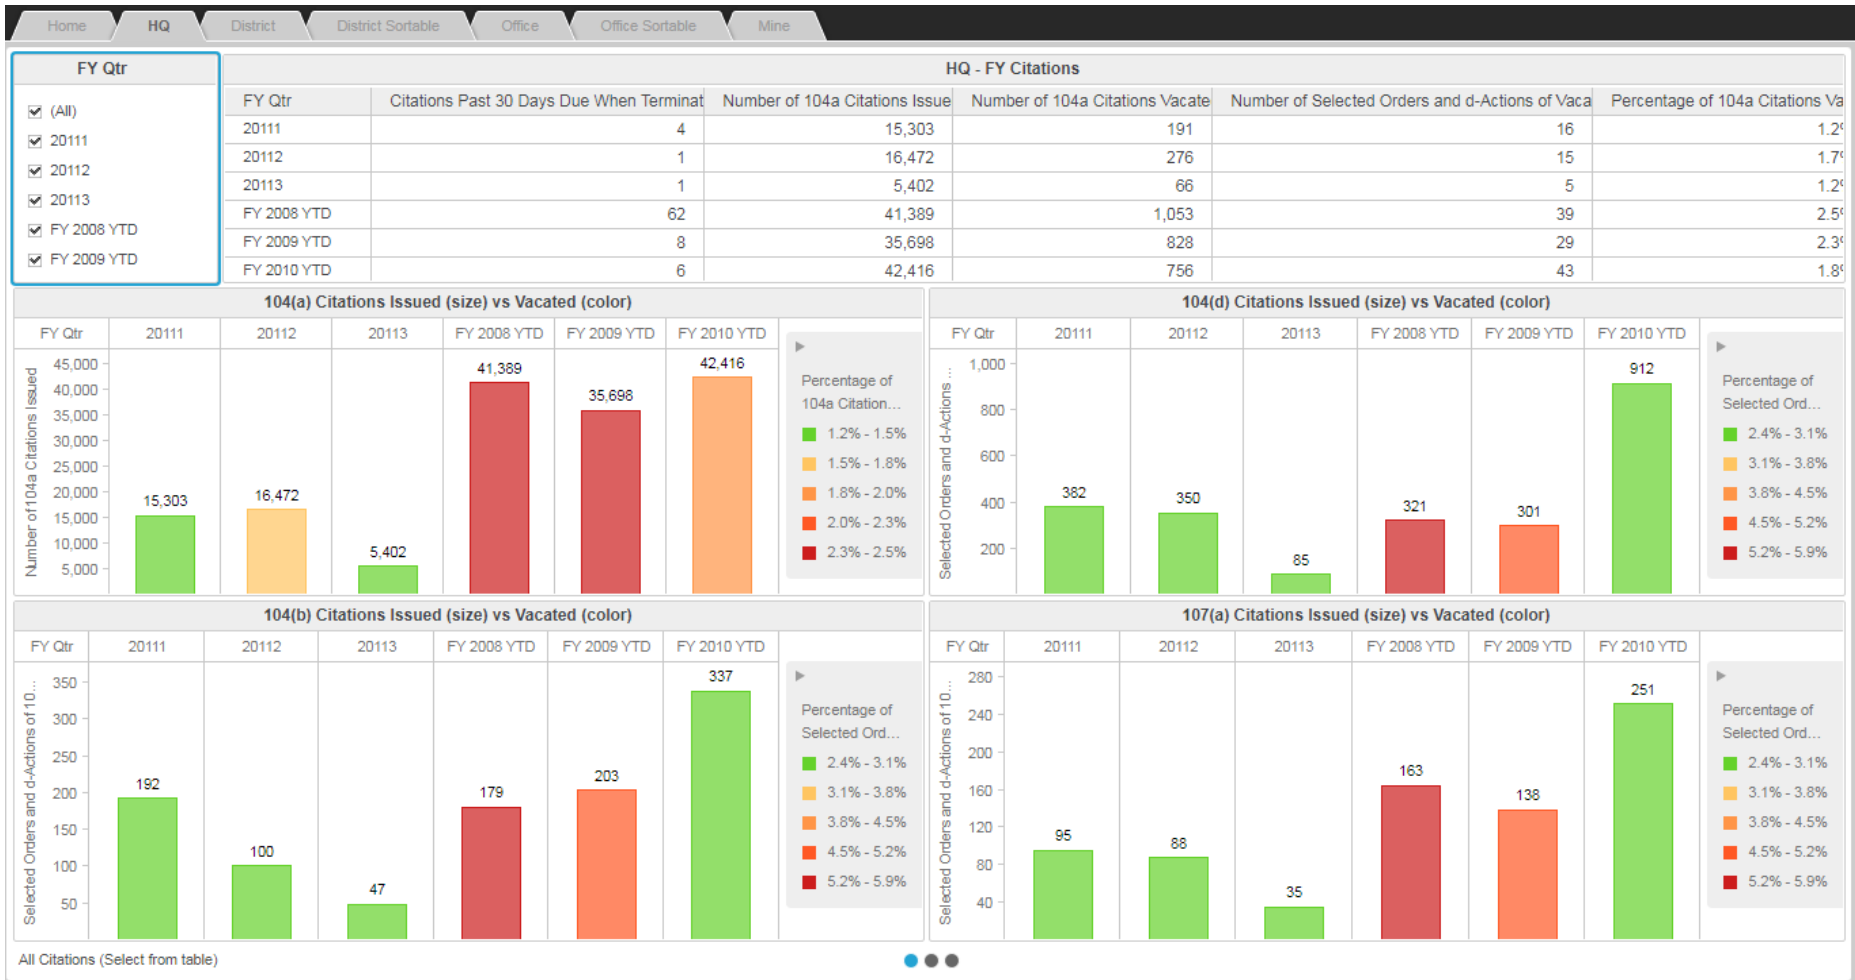 Home HQ District District Sortable Office Office Sortable Mine
FY Qtr
(All)
20111
20112
20113
FY 2008 YTD
FY 2009 YTD
HQ - FY Citations
FY Qtr Citations Past 30 Days Due When Terminat Number of 104a Citations Issue Number of 104a Citations Vacate Number of Selected Orders and d-Actions of Vaca Percentage of 104a Citations Va
20111 4 15,303 191 16 1.2%
20112 1 16,472 276 15 1.7%
20113 1 5,402 66 5 1.2%
FY 2008 YTD 62 41,389 1,053 39 2.5%
FY 2009 YTD 8 35,698 828 29 2.3%
FY 2010 YTD 6 42,416 756 43 1.8%
104(a) Citations Issued (size) vs Vacated (color)
FY Qtr 20111 20112 20113 FY 2008 YTD FY 2009 YTD FY 2010 YTD
Number of 104a Citations Issued
45,000
40,000
35,000
30,000
25,000
20,000
15,000
10,000
5,000
15,303
16,472
5,402
41,389
35,698
42,416
Percentage of
104a Citation...
1.2% - 1.5%
1.5% - 1.8%
1.8% - 2.0%
2.0% - 2.3%
2.3% - 2.5%
104(d) Citations Issued (size) vs Vacated (color)
FY Qtr 20111 20112 20113 FY 2008 YTD FY 2009 YTD FY 2010 YTD
Selected Orders and d-Actions ...
1,000
800
600
400
200
382
350
85
321
301
912
Percentage of
Selected Ord...
2.4% - 3.1%
3.1% - 3.8%
3.8% - 4.5%
4.5% - 5.2%
5.2% - 5.9%
104(b) Citations Issued (size) vs Vacated (color)
FY Qtr 20111 20112 20113 FY 2008 YTD FY 2009 YTD FY 2010 YTD
Selected Orders and d-Actions of 10...
350
300
250
200
150
100
50
192
100
47
179
203
337
Percentage of
Selected Ord...
2.4% - 3.1%
3.1% - 3.8%
3.8% - 4.5%
4.5% - 5.2%
5.2% - 5.9%
107(a) Citations Issued (size) vs Vacated (color)
FY Qtr 20111 20112 20113 FY 2008 YTD FY 2009 YTD FY 2010 YTD
Selected Orders and d-Actions of 10...
280
240
200
160
120
80
40
95
88
35
163
138
251
Percentage of
Selected Ord...
2.4% - 3.1%
3.1% - 3.8%
3.8% - 4.5%
4.5% - 5.2%
5.2% - 5.9%
All Citations (Select from table)